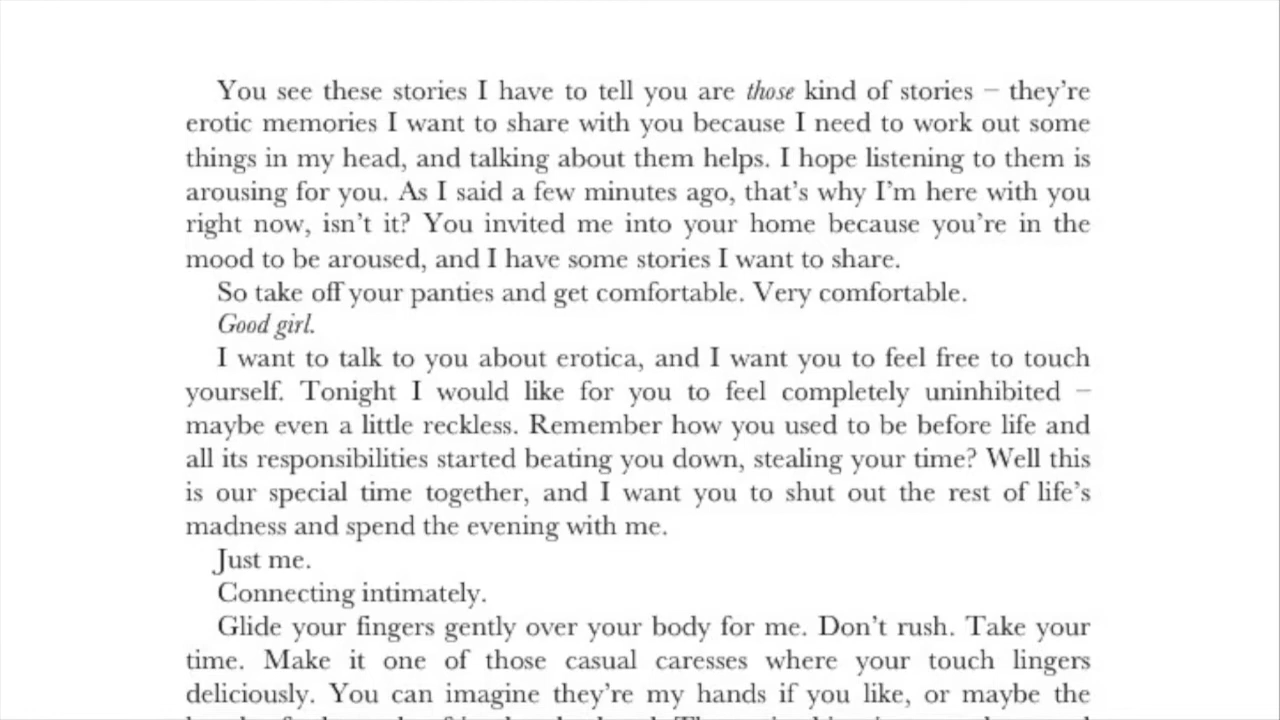 You see these stories I have to tell you are those kind of stories – they're
erotic memories I want to share with you because I need to work out some
things in my head, and talking about them helps. I hope listening to them is
arousing for you. As I said a few minutes ago, that's why I'm here with you
right now, isn't it? You invited me into your home because you're in the
mood to be aroused, and I have some stories I want to share.
So take off your panties and get comfortable. Very comfortable.
Good girl.
I want to talk to you about erotica, and I want you to feel free to touch
yourself. Tonight I would like for you to feel completely uninhibited –
maybe even a little reckless. Remember how you used to be before life and
all its responsibilities started beating you down, stealing your time? Well this
is our special time together, and I want you to shut out the rest of life's
madness and spend the evening with me.
Just me.
Connecting intimately.
Glide your fingers gently over your body for me. Don't rush. Take your
time. Make it one of those casual caresses where your touch lingers
deliciously. You can imagine they're my hands if you like, or maybe the